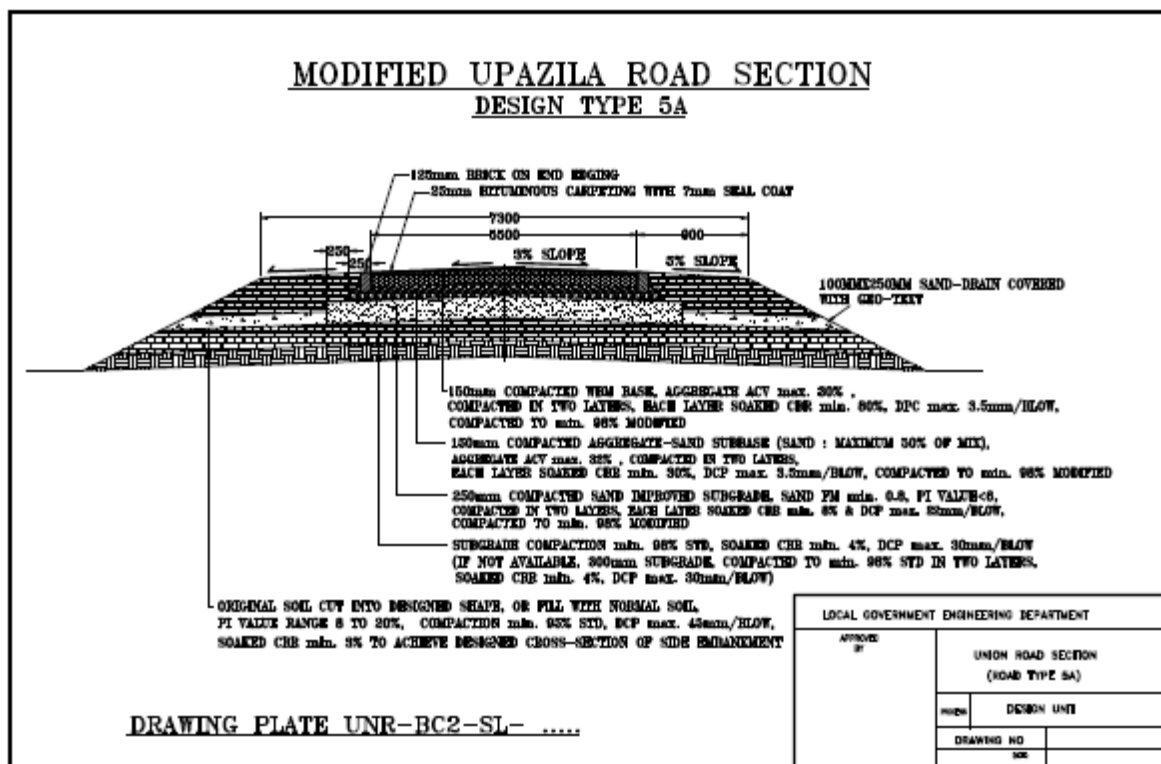 MODIFIED UPAZILA ROAD SECTION
DESIGN TYPE 5A
125mm BRICK ON END EDGING
25mm BITUMINOUS CARPETING WITH 7mm SEAL COAT
7300
5500
900
250
250
3% SLOPE
5% SLOPE
100MMX250MM SAND-DRAIN COVERED
WITH GEO-TEXT
150mm COMPACTED WBM BASE, AGGREGATE ACV max. 30% ,
COMPACTED IN TWO LAYERS, EACH LAYER SOAKED CBR min. 80%, DPC max. 3.5mm/BLOW,
COMPACTED TO min. 98% MODIFIED
150mm COMPACTED AGGREGATE-SAND SUBBASE (SAND : MAXIMUM 50% OF MIX),
AGGREGATE ACV max. 32% , COMPACTED IN TWO LAYERS,
EACH LAYER SOAKED CBR min. 30%, DCP max. 3.5mm/BLOW, COMPACTED TO min. 98% MODIFIED
250mm COMPACTED SAND IMPROVED SUBGRADE, SAND FM min. 0.8, PI VALUE<6,
COMPACTED IN TWO LAYERS, EACH LAYER SOAKED CBR min. 8% & DCP max. mm/BLOW,
COMPACTED TO min. 98% MODIFIED
SUBGRADE COMPACTION min. 98% STD, SOAKED CBR min. 4%, DCP max. 30mm/BLOW
(IF NOT AVAILABLE, 300mm SUBGRADE, COMPACTED TO min. 98% STD IN TWO LAYERS,
SOAKED CBR min. 4%, DCP max. 30mm/BLOW)
ORIGINAL SOIL CUT INTO DESIGNED SHAPE, OR FILL WITH NORMAL SOIL,
PI VALUE RANGE 8 TO 20%, COMPACTION min. 95% STD, DCP max. 45mm/BLOW,
SOAKED CBR min. 3% TO ACHIEVE DESIGNED CROSS-SECTION OF SIDE EMBANKMENT
DRAWING PLATE UNR-BC2-SL- .....
LOCAL GOVERNMENT ENGINEERING DEPARTMENT
APPROVED
BY
UNION ROAD SECTION
(ROAD TYPE 5A)
DESIGN UNIT
DRAWING NO